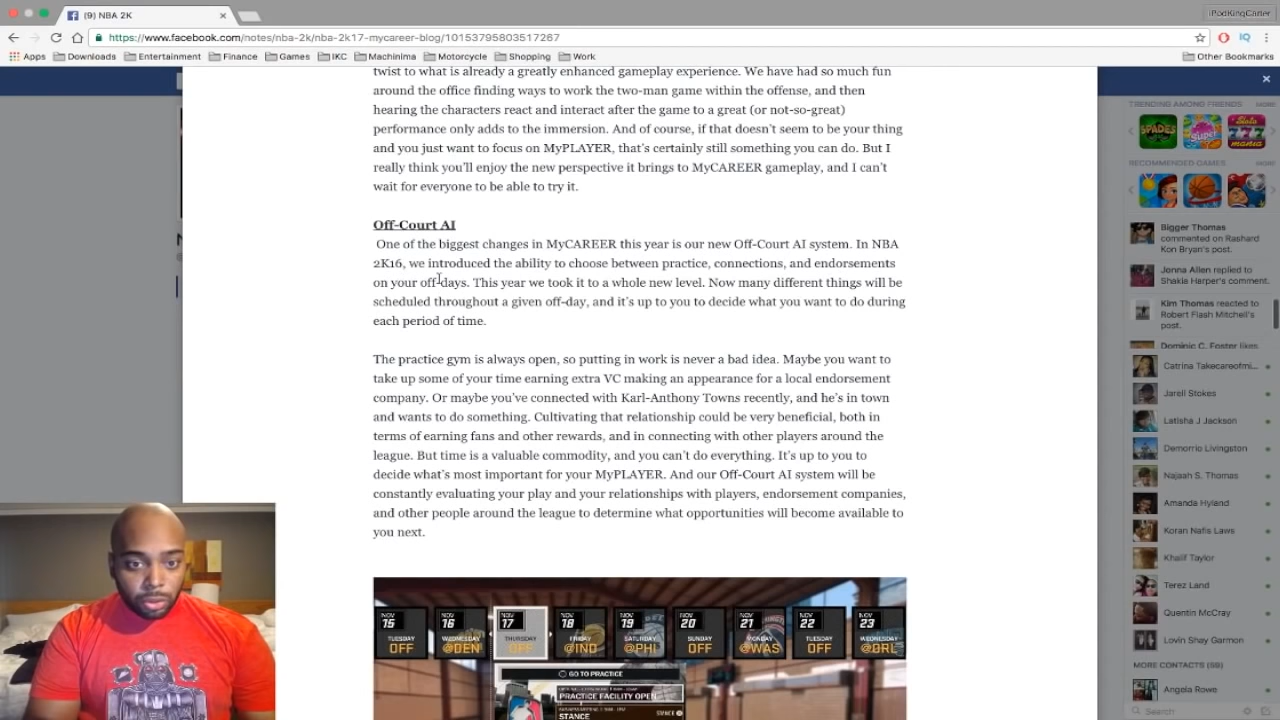 (9) NBA 2K
iPodKingCarter
https://www.facebook.com/notes/nba-2k/nba-2k17-mycareer-blog/10153795803517267
Apps Downloads Entertainment Finance Games IKC Machinima Motorcycle Shopping Work Other Bookmarks
twist to what is already a greatly enhanced gameplay experience. We have had so much fun
around the office finding ways to work the two-man game within the offense, and then
hearing the characters react and interact after the game to a great (or not-so-great)
performance only adds to the immersion. And of course, if that doesn't seem to be your thing
and you just want to focus on MyPLAYER, that's certainly still something you can do. But I
really think you'll enjoy the new perspective it brings to MyCAREER gameplay, and I can't
wait for everyone to be able to try it.
Off-Court AI
One of the biggest changes in MyCAREER this year is our new Off-Court AI system. In NBA
2K16, we introduced the ability to choose between practice, connections, and endorsements
on your off-days. This year we took it to a whole new level. Now many different things will be
scheduled throughout a given off-day, and it's up to you to decide what you want to do during
each period of time.
The practice gym is always open, so putting in work is never a bad idea. Maybe you want to
take up some of your time earning extra VC making an appearance for a local endorsement
company. Or maybe you've connected with Karl-Anthony Towns recently, and he's in town
and wants to do something. Cultivating that relationship could be very beneficial, both in
terms of earning fans and other rewards, and in connecting with other players around the
league. But time is a valuable commodity, and you can't do everything. It's up to you to
decide what's most important for your MyPLAYER. And our Off-Court AI system will be
constantly evaluating your play and your relationships with players, endorsement companies,
and other people around the league to determine what opportunities will become available to
you next.
NOV 15 TUESDAY OFF
NOV 16 WEDNESDAY @DEN
NOV 17 THURSDAY OFF
NOV 18 FRIDAY @IND
NOV 19 SATURDAY @PHI
NOV 20 SUNDAY OFF
NOV 21 MONDAY @WAS
NOV 22 TUESDAY OFF
NOV 23 WEDNESDAY @ORL
GO TO PRACTICE
PRACTICE FACILITY OPEN
STANCE
STANCE
TRENDING AMONG FRIENDS MORE
SPADES
Super
Slots
777
mania
RECOMMENDED GAMES MORE
Bigger Thomas
commented on Rashard
Kon Bryan's post.
Jonna Allen replied to
Shakia Harper's comment.
Kim Thomas reacted to
Robert Flash Mitchell's
post.
Dominic C. Foster likes
Catrina Takecareofmi...
Jarell Stokes
Latisha J Jackson
Demorrio Livingston
Najaah S. Thomas
Amanda Hyland
Koran Nafis Laws
Khalif Taylor
Terez Land
Quentin McCray
Lovin Shay Garmon
MORE CONTACTS (98)
Angela Rowe
Search